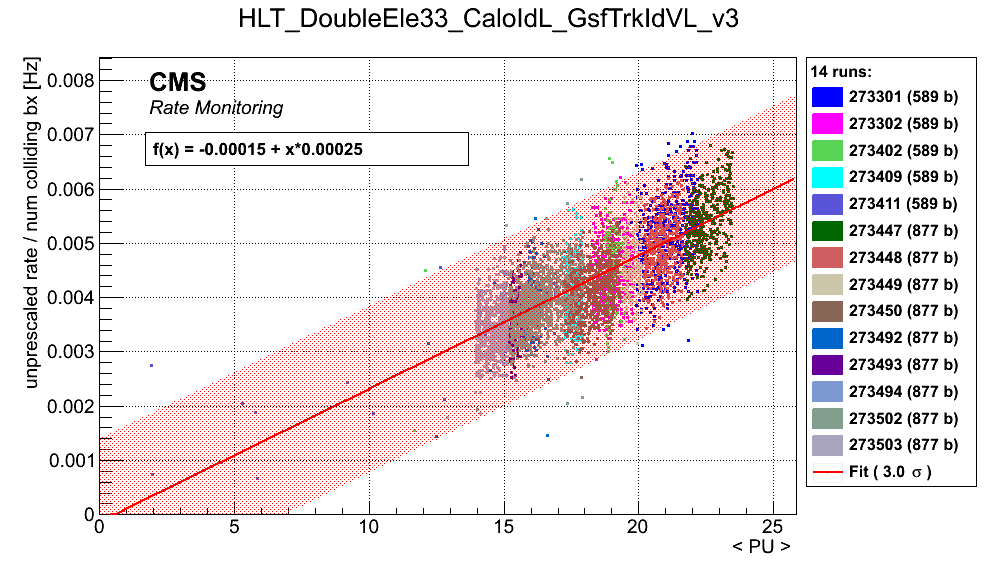 HLT_DoubleEle33_CaloIdL_GsfTrkIdVL_v3
unprescaled rate / num colliding bx [Hz]
0.008
0.007
0.006
0.005
0.004
0.003
0.002
0.001
0
CMS
Rate Monitoring
f(x) = -0.00015 + x*0.00025
0 5 10 15 20 25
< PU >
14 runs:
273301 (589 b)
273302 (589 b)
273402 (589 b)
273409 (589 b)
273411 (589 b)
273447 (877 b)
273448 (877 b)
273449 (877 b)
273450 (877 b)
273492 (877 b)
273493 (877 b)
273494 (877 b)
273502 (877 b)
273503 (877 b)
Fit ( 3.0 σ )